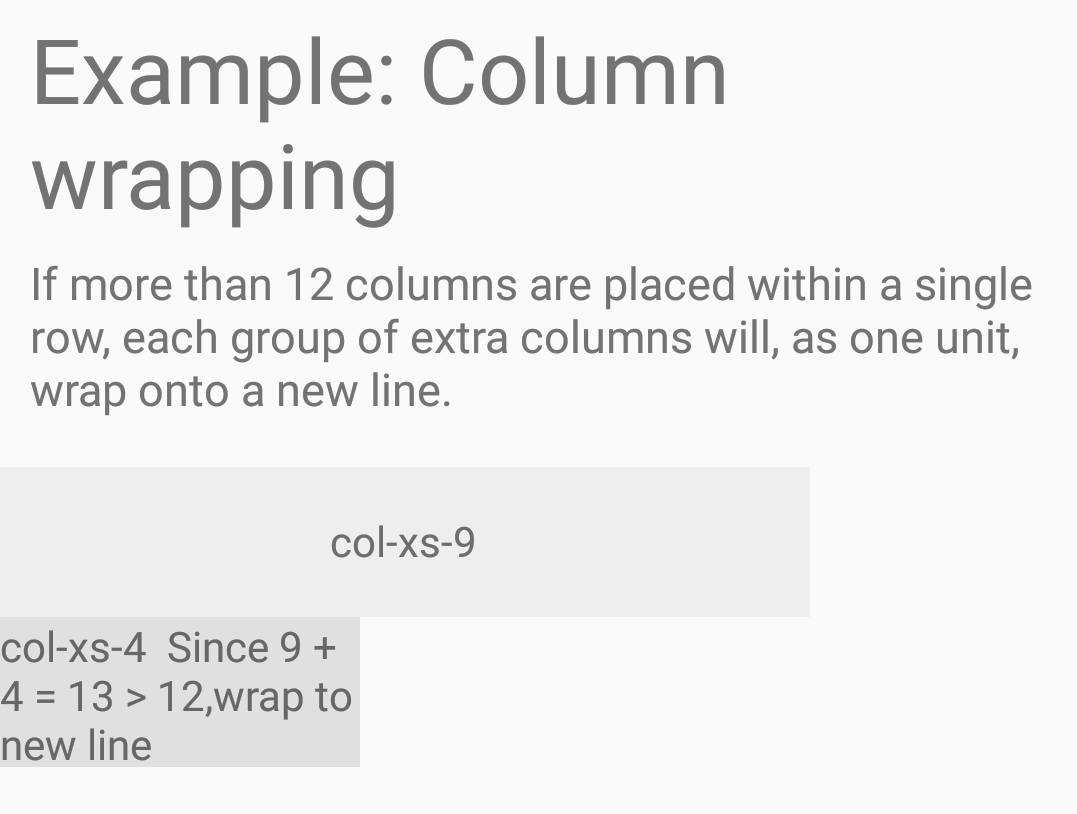 Example: Column
wrapping
If more than 12 columns are placed within a single
row, each group of extra columns will, as one unit,
wrap onto a new line.
col-xs-9
col-xs-4  Since 9 +
4 = 13 > 12,wrap to
new line